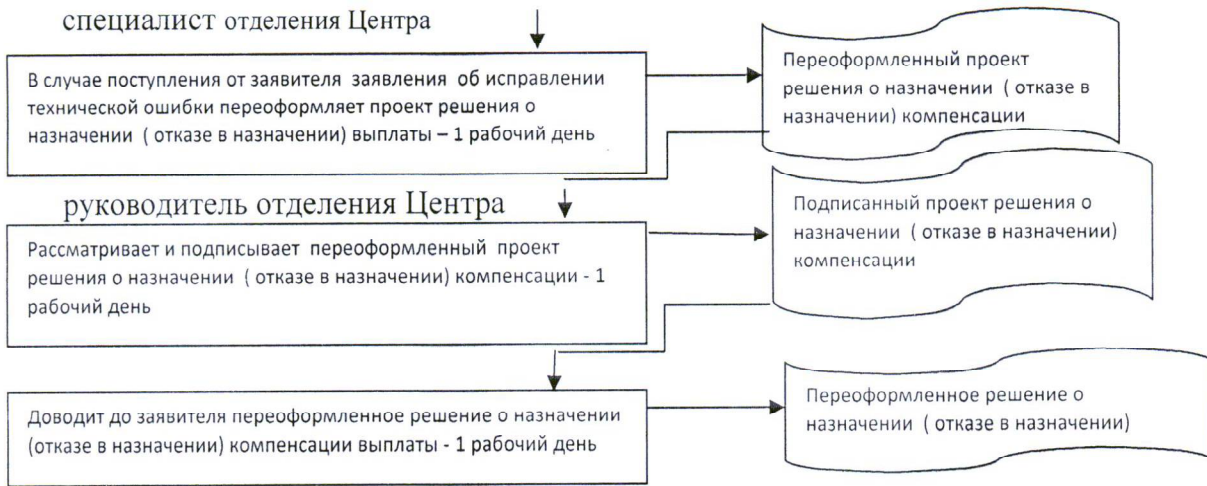 специалист отделения Центра
В случае поступления от заявителя заявления об исправлении
технической ошибки переоформляет проект решения о
назначении ( отказе в назначении) выплаты – 1 рабочий день
Переоформленный проект
решения о назначении ( отказе в
назначении) компенсации
руководитель отделения Центра
Рассматривает и подписывает переоформленный проект
решения о назначении ( отказе в назначении) компенсации - 1
рабочий день
Подписанный проект решения о
назначении ( отказе в назначении)
компенсации
Доводит до заявителя переоформленное решение о назначении
(отказе в назначении) компенсации выплаты - 1 рабочий день
Переоформленное решение о
назначении ( отказе в назначении)